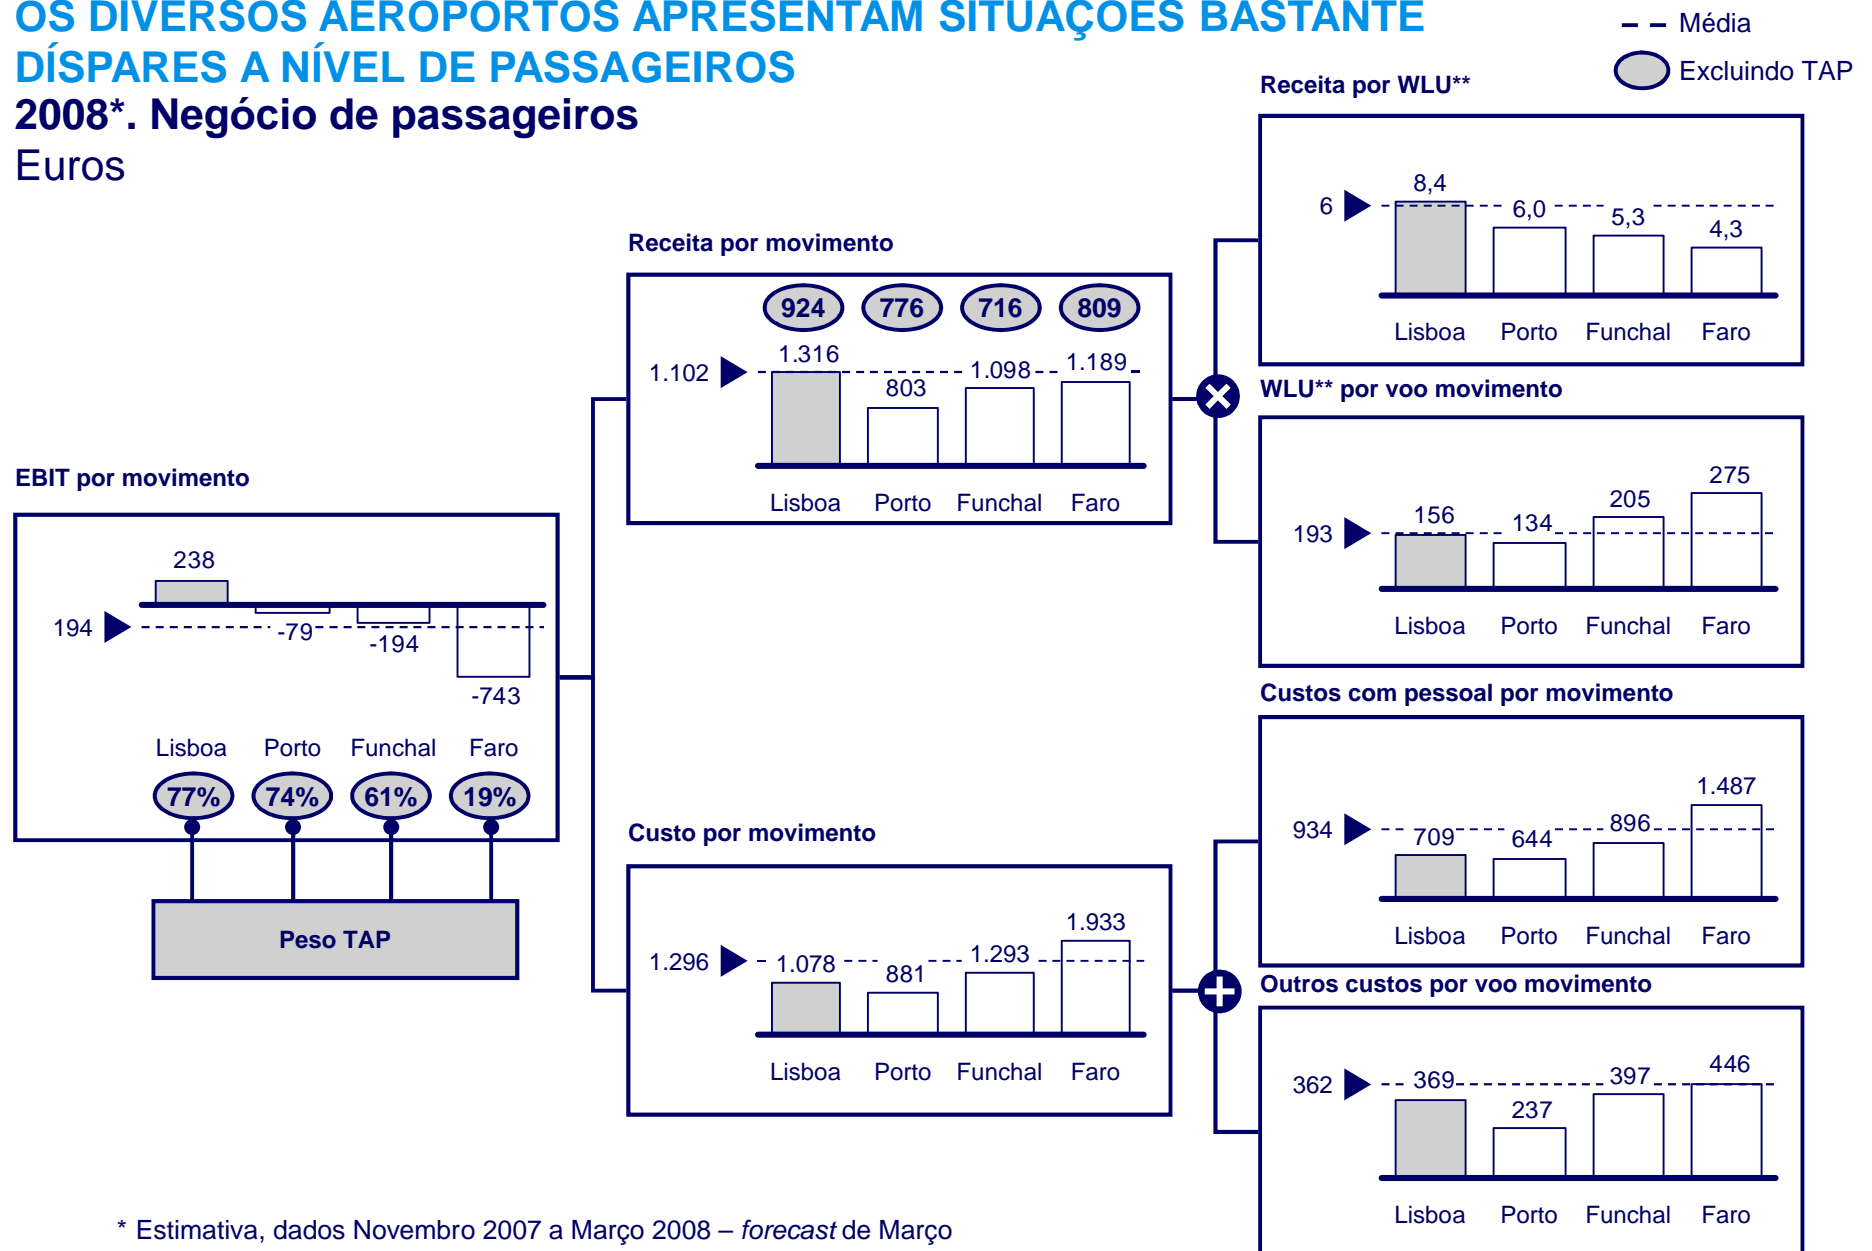 OS DIVERSOS AEROPORTOS APRESENTAM SITUAÇÕES BASTANTE
DÍSPARES A NÍVEL DE PASSAGEIROS
2008*. Negócio de passageiros
Euros
Média
Excluindo TAP
EBIT por movimento
238
194
-79
-194
-743
Lisboa Porto Funchal Faro
77% 74% 61% 19%
Peso TAP
Receita por movimento
924 776 716 809
1.102
1.316 803 1.098 1.189
Lisboa Porto Funchal Faro
Custo por movimento
1.296
1.078 881 1.293 1.933
Lisboa Porto Funchal Faro
Receita por WLU**
6
8,4 6,0 5,3 4,3
Lisboa Porto Funchal Faro
WLU** por voo movimento
193
156 134 205 275
Lisboa Porto Funchal Faro
Custos com pessoal por movimento
934
709 644 896 1.487
Lisboa Porto Funchal Faro
Outros custos por voo movimento
362
369 237 397 446
Lisboa Porto Funchal Faro
* Estimativa, dados Novembro 2007 a Março 2008 – forecast de Março